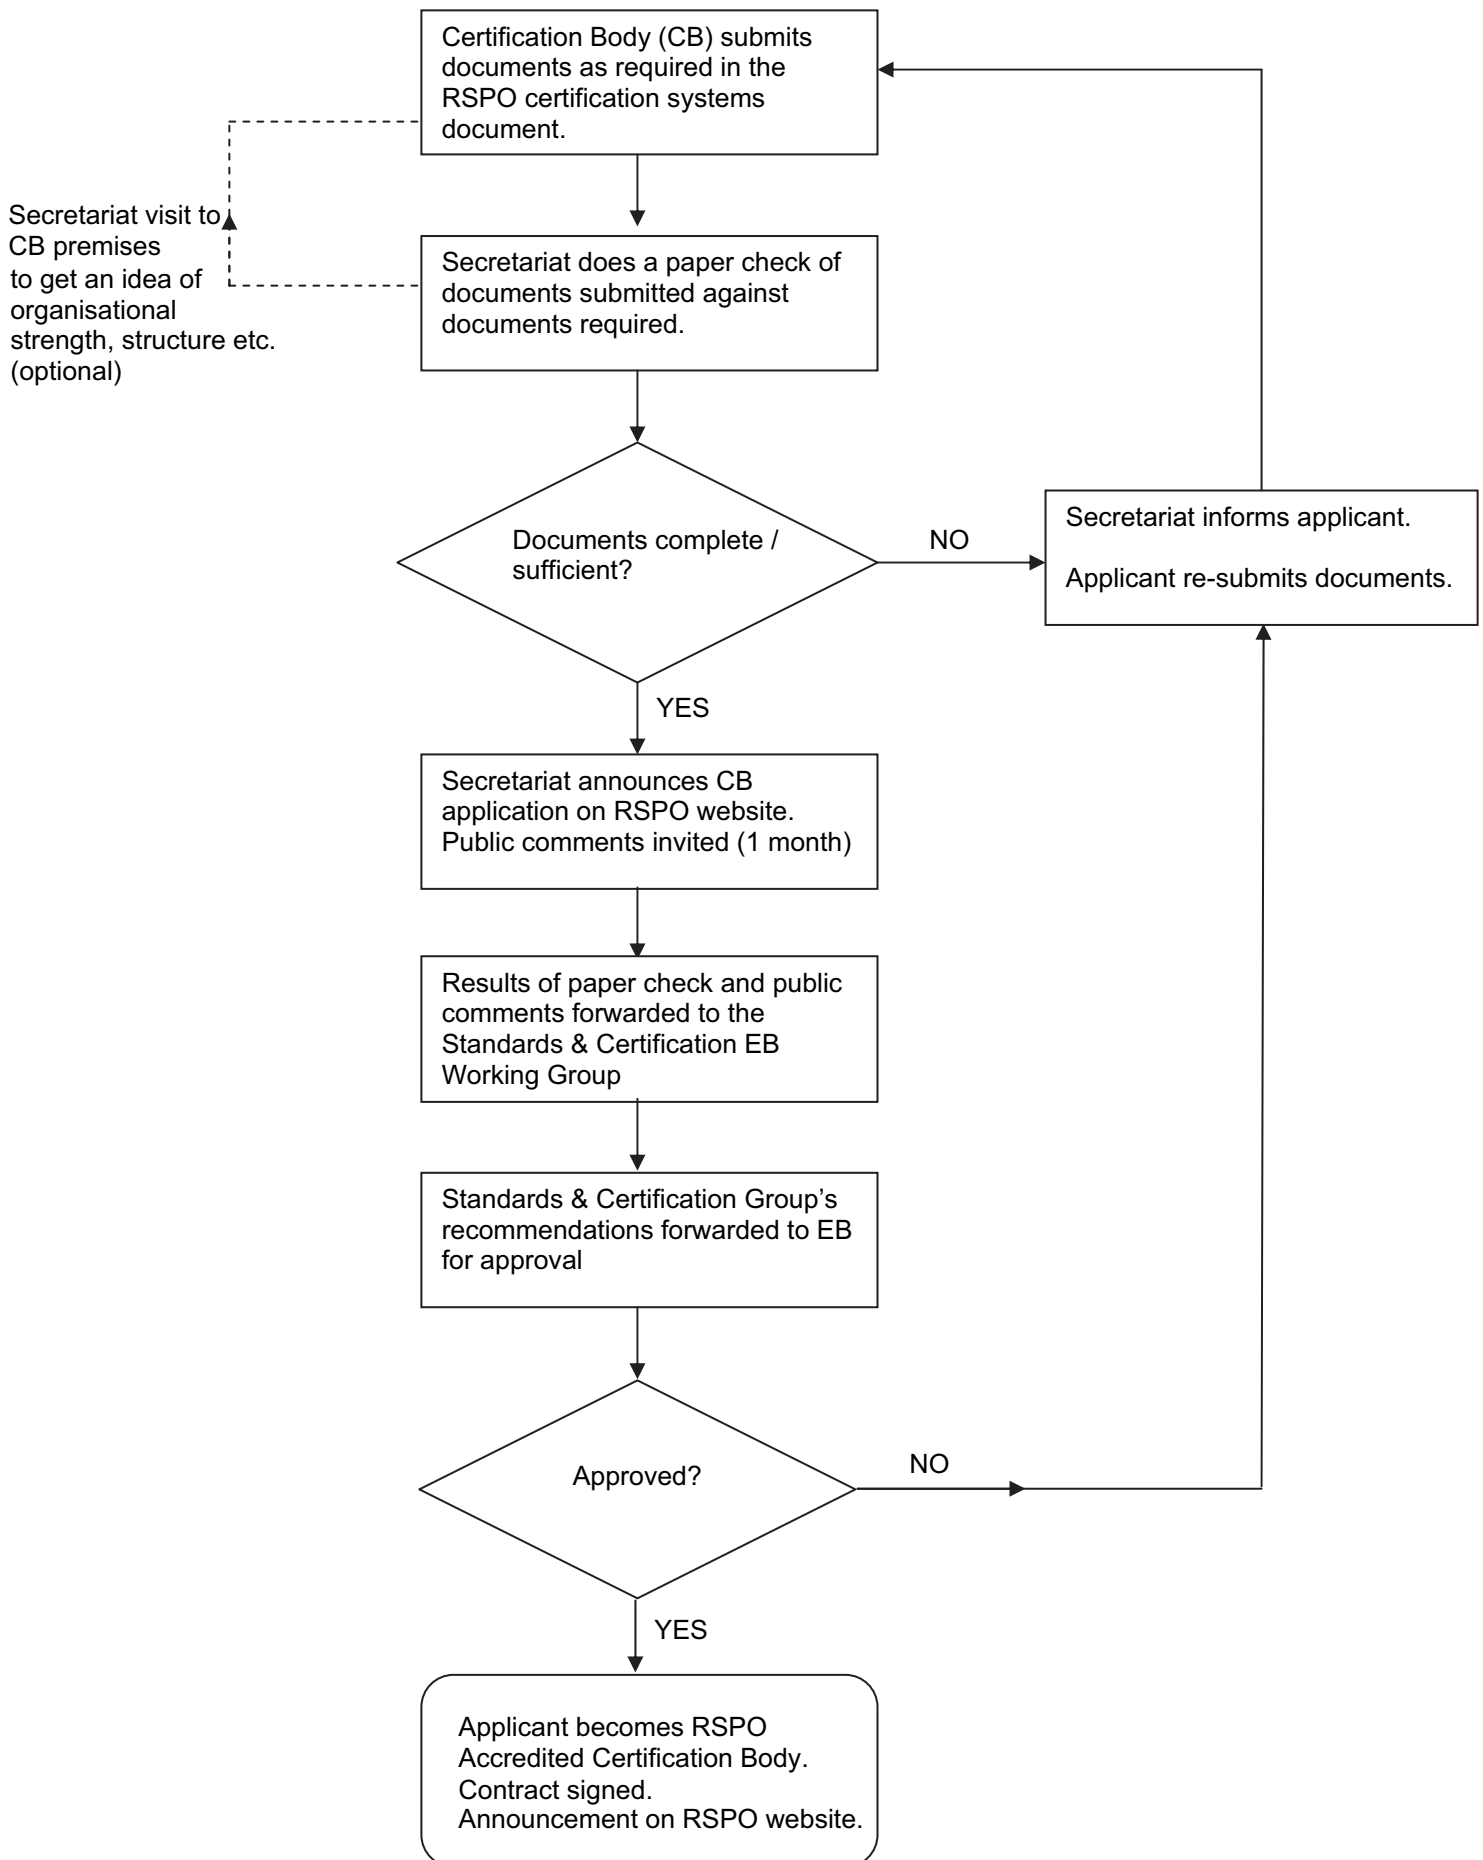 Certification Body (CB) submits
documents as required in the
RSPO certification systems
document.
Secretariat visit to
CB premises
to get an idea of
organisational
strength, structure etc.
(optional)
Secretariat does a paper check of
documents submitted against
documents required.
Documents complete /
sufficient?
NO
Secretariat informs applicant.
Applicant re-submits documents.
YES
Secretariat announces CB
application on RSPO website.
Public comments invited (1 month)
Results of paper check and public
comments forwarded to the
Standards & Certification EB
Working Group
Standards & Certification Group’s
recommendations forwarded to EB
for approval
Approved?
NO
YES
Applicant becomes RSPO
Accredited Certification Body.
Contract signed.
Announcement on RSPO website.